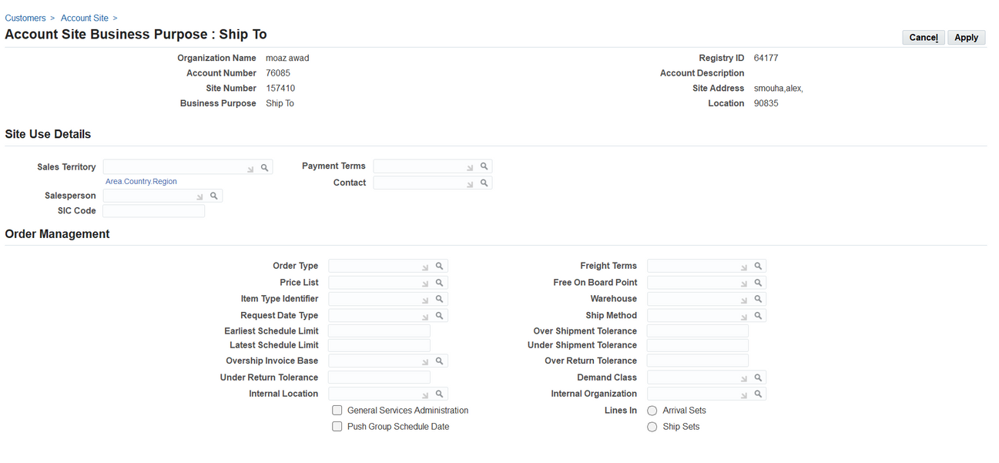 Customers > Account Site >
Account Site Business Purpose : Ship To
Cancel Apply
Organization Name moaz awad Registry ID 64177
Account Number 76085 Account Description
Site Number 157410 Site Address smouha,alex,
Business Purpose Ship To Location 90835
Site Use Details
Sales Territory Payment Terms
Area.Country.Region Contact
Salesperson
SIC Code
Order Management
Order Type Freight Terms
Price List Free On Board Point
Item Type Identifier Warehouse
Request Date Type Ship Method
Earliest Schedule Limit Over Shipment Tolerance
Latest Schedule Limit Under Shipment Tolerance
Overship Invoice Base Over Return Tolerance
Under Return Tolerance Demand Class
Internal Location Internal Organization
General Services Administration Lines In Arrival Sets
Push Group Schedule Date Ship Sets